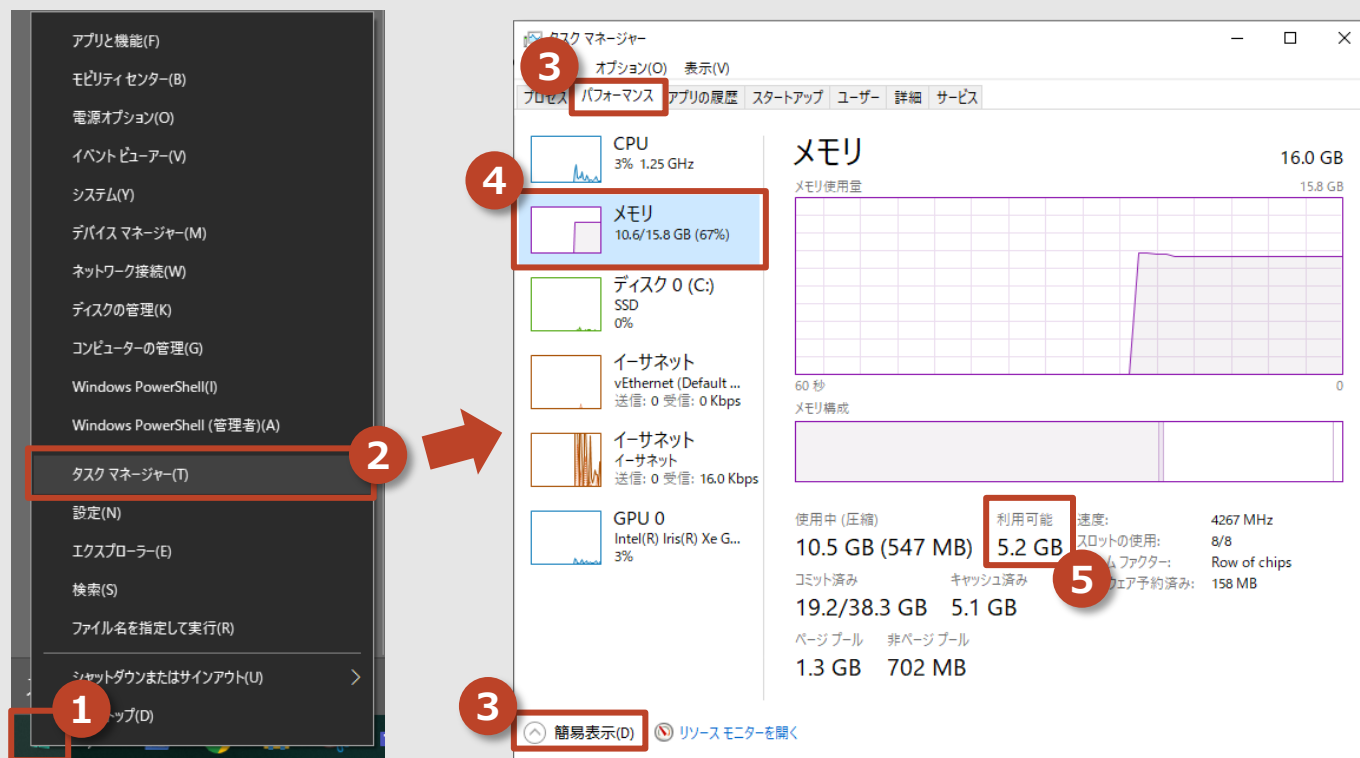 アプリと機能(F)
モビリティ センター(B)
電源オプション(O)
イベント ビューアー(V)
システム(Y)
デバイス マネージャー(M)
ネットワーク接続(W)
ディスクの管理(K)
コンピューターの管理(G)
Windows PowerShell(I)
Windows PowerShell (管理者)(A)
タスク マネージャー(T)
2
設定(N)
エクスプローラー(E)
検索(S)
ファイル名を指定して実行(R)
シャットダウンまたはサインアウト(U)
1
ップ(D)
タスク マネージャー
3
オプション(O) 表示(V)
プロセス パフォーマンス アプリの履歴 スタートアップ ユーザー 詳細 サービス
CPU
3% 1.25 GHz
4
メモリ
10.6/15.8 GB (67%)
ディスク 0 (C:)
SSD
0%
イーサネット
vEthernet (Default ...
送信: 0 受信: 0 Kbps
イーサネット
イーサネット
送信: 0 受信: 16.0 Kbps
GPU 0
Intel(R) Iris(R) Xe G...
3%
メモリ 16.0 GB
メモリ使用量 15.8 GB
60 秒 0
メモリ構成
使用中 (圧縮) 利用可能
10.5 GB (547 MB) 5.2 GB
5
コミット済み キャッシュ済み
19.2/38.3 GB 5.1 GB
ページ プール 非ページ プール
1.3 GB 702 MB
速度: 4267 MHz
スロットの使用: 8/8
ム ファクター: Row of chips
ウェア予約済み: 158 MB
3
簡易表示(D) リソース モニターを開く